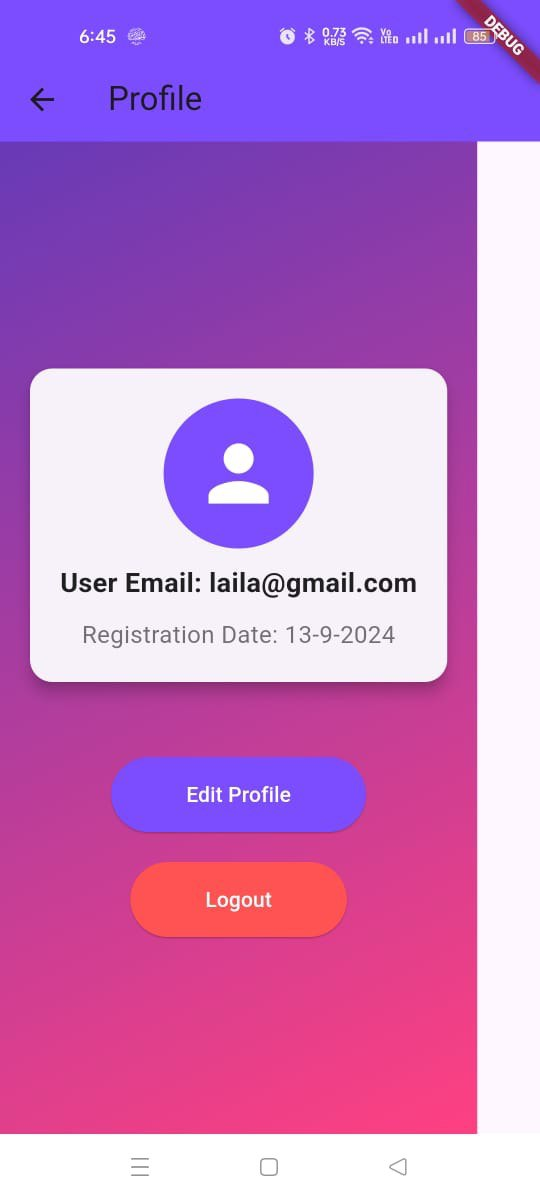 6:45
0.73
KB/S
Vo
LTED
85
DEBUG
Profile
User Email: laila@gmail.com
Registration Date: 13-9-2024
Edit Profile
Logout